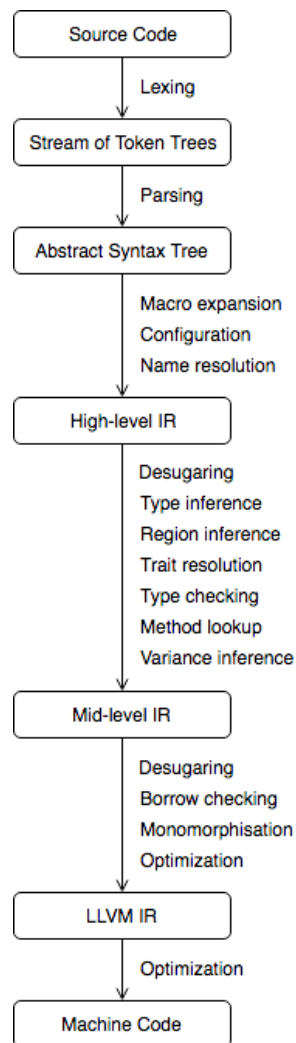 Source Code
Lexing
Stream of Token Trees
Parsing
Abstract Syntax Tree
Macro expansion
Configuration
Name resolution
High-level IR
Desugaring
Type inference
Region inference
Trait resolution
Type checking
Method lookup
Variance inference
Mid-level IR
Desugaring
Borrow checking
Monomorphisation
Optimization
LLVM IR
Optimization
Machine Code